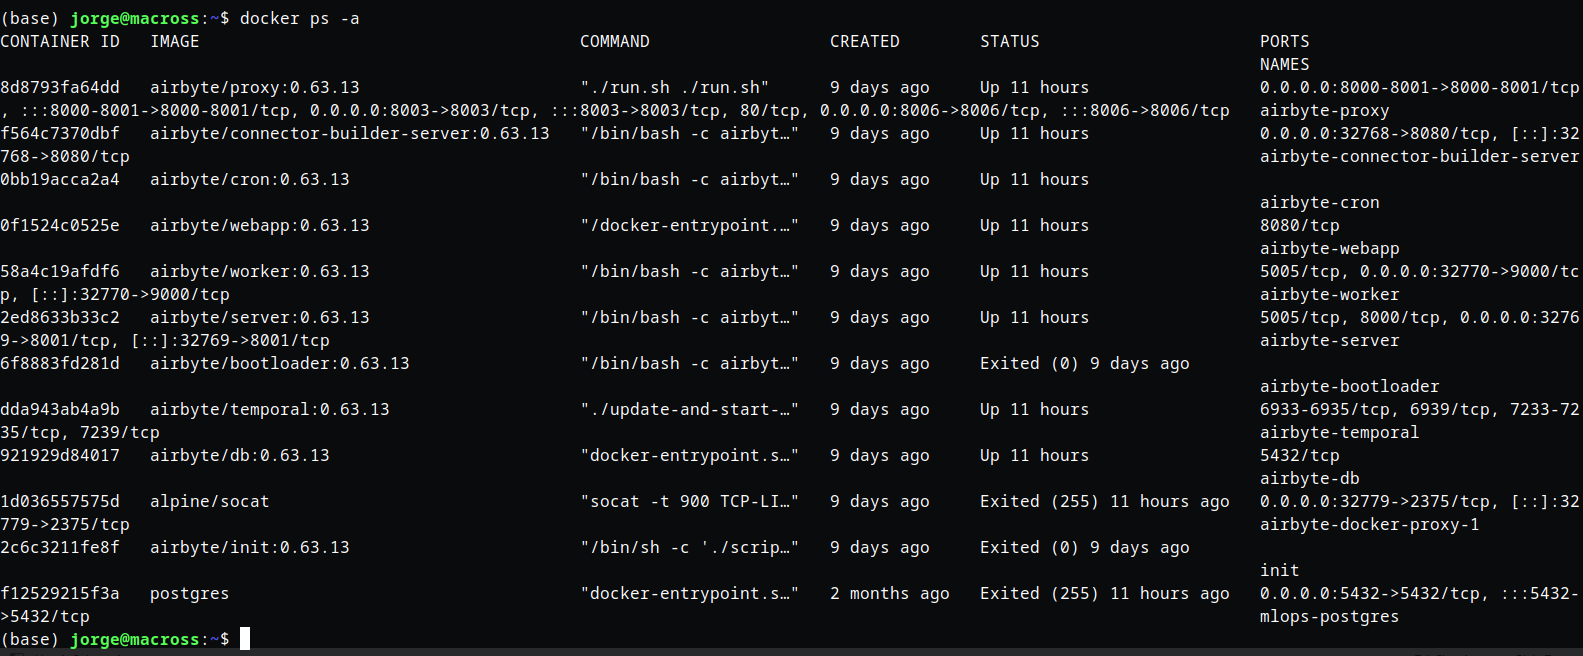 (base) jorge@macross:~$ docker ps -a
CONTAINER ID   IMAGE                                      COMMAND                  CREATED        STATUS                      PORTS
                                                                                                                              NAMES
8d8793fa64dd   airbyte/proxy:0.63.13                      "./run.sh ./run.sh"      9 days ago     Up 11 hours                 0.0.0.0:8000-8001->8000-8001/tcp
, :::8000-8001->8000-8001/tcp, 0.0.0.0:8003->8003/tcp, :::8003->8003/tcp, 80/tcp, 0.0.0.0:8006->8006/tcp, :::8006->8006/tcp   airbyte-proxy
f564c7370dbf   airbyte/connector-builder-server:0.63.13   "/bin/bash -c airbyt…"   9 days ago     Up 11 hours                 0.0.0.0:32768->8080/tcp, [::]:32
768->8080/tcp                                                                                                                 airbyte-connector-builder-server
0bb19acca2a4   airbyte/cron:0.63.13                       "/bin/bash -c airbyt…"   9 days ago     Up 11 hours
                                                                                                                              airbyte-cron
0f1524c0525e   airbyte/webapp:0.63.13                     "/docker-entrypoint.…"   9 days ago     Up 11 hours                 8080/tcp
                                                                                                                              airbyte-webapp
58a4c19afdf6   airbyte/worker:0.63.13                     "/bin/bash -c airbyt…"   9 days ago     Up 11 hours                 5005/tcp, 0.0.0.0:32770->9000/tc
p, [::]:32770->9000/tcp                                                                                                       airbyte-worker
2ed8633b33c2   airbyte/server:0.63.13                     "/bin/bash -c airbyt…"   9 days ago     Up 11 hours                 5005/tcp, 8000/tcp, 0.0.0.0:3276
9->8001/tcp, [::]:32769->8001/tcp                                                                                             airbyte-server
6f8883fd281d   airbyte/bootloader:0.63.13                 "/bin/bash -c airbyt…"   9 days ago     Exited (0) 9 days ago
                                                                                                                              airbyte-bootloader
dda943ab4a9b   airbyte/temporal:0.63.13                   "./update-and-start-…"   9 days ago     Up 11 hours                 6933-6935/tcp, 6939/tcp, 7233-72
35/tcp, 7239/tcp                                                                                                              airbyte-temporal
921929d84017   airbyte/db:0.63.13                         "docker-entrypoint.s…"   9 days ago     Up 11 hours                 5432/tcp
                                                                                                                              airbyte-db
1d036557575d   alpine/socat                               "socat -t 900 TCP-LI…"   9 days ago     Exited (255) 11 hours ago   0.0.0.0:32779->2375/tcp, [::]:32
779->2375/tcp                                                                                                                 airbyte-docker-proxy-1
2c6c3211fe8f   airbyte/init:0.63.13                       "/bin/sh -c './scrip…"   9 days ago     Exited (0) 9 days ago
                                                                                                                              init
f12529215f3a   postgres                                   "docker-entrypoint.s…"   2 months ago   Exited (255) 11 hours ago   0.0.0.0:5432->5432/tcp, :::5432-
>5432/tcp                                                                                                                     mlops-postgres
(base) jorge@macross:~$